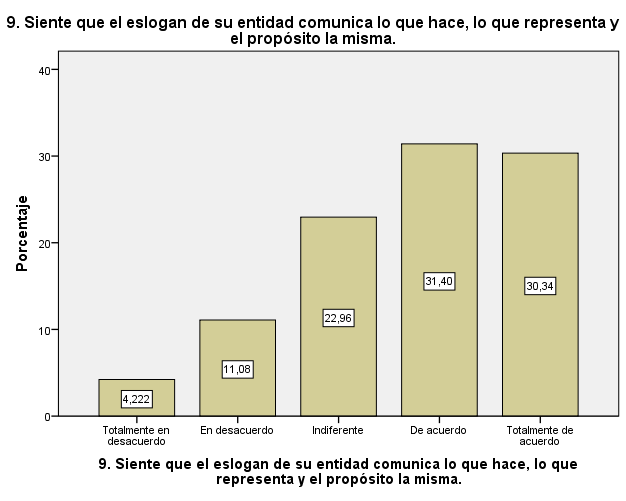 9. Siente que el eslogan de su entidad comunica lo que hace, lo que representa y
el propósito la misma.
40
30
20
10
0
Porcentaje
4,222
11,08
22,96
31,40
30,34
Totalmente en
desacuerdo
En desacuerdo
Indiferente
De acuerdo
Totalmente de
acuerdo
9. Siente que el eslogan de su entidad comunica lo que hace, lo que
representa y el propósito la misma.